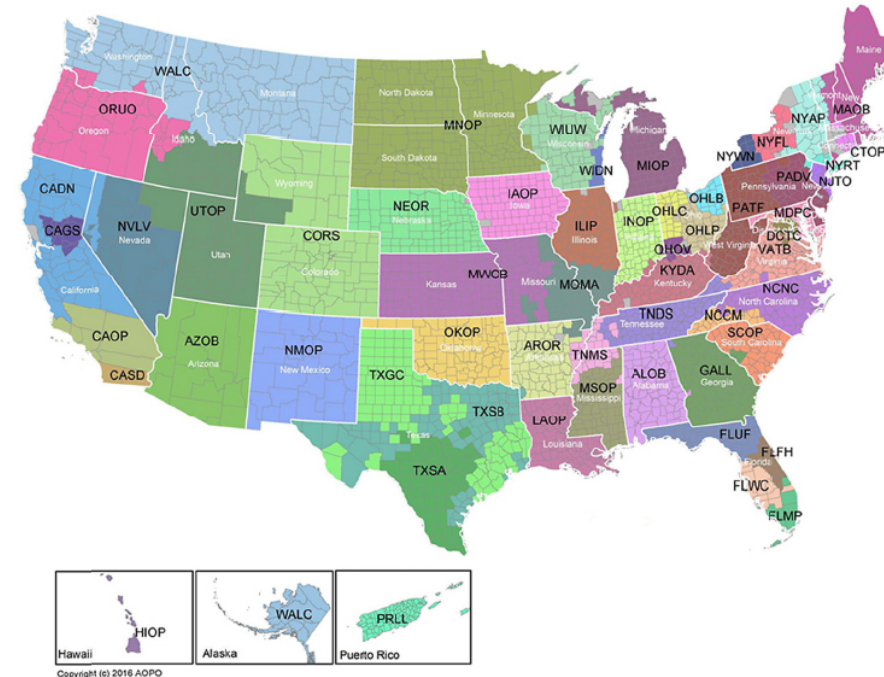 Washington
WALC
Montana
North Dakota
Minnesota
MNOP
South Dakota
ORUO
Oregon
Idaho
Wyoming
WIUW
Wisconsin
WIDN
Michigan
MIOP
Maine
MAOB
NYAP
NYFL
NYWN
CTOP
NYRT
NJTO
PADV
Pennsylvania
PATF
CADN
CAGS
NVLV
Nevada
UTOP
Utah
CORS
Colorado
NEOR
Nebraska
IAOP
Iowa
ILIP
Illinois
INOP
Indiana
OHLB
OHLC
OHLP
OHOV
West Virginia
MDPC
DCTC
VATB
Virginia
California
CAOP
CASD
Kansas
MWOB
Missouri
MOMA
KYDA
Kentucky
NCNC
North Carolina
NCCM
TNDS
Tennessee
SCOP
South Carolina
AZOB
Arizona
NMOP
New Mexico
OKOP
Oklahoma
AROR
TNMS
MSOP
Mississippi
ALOB
Alabama
GALL
Georgia
TXGC
TXSB
Texas
TXSA
LAOP
Louisiana
FLUF
FLFH
Florida
FLWC
FLMP
HIOP
Hawaii
WALC
Alaska
PRLL
Puerto Rico
Copyright (c) 2016 AOPO